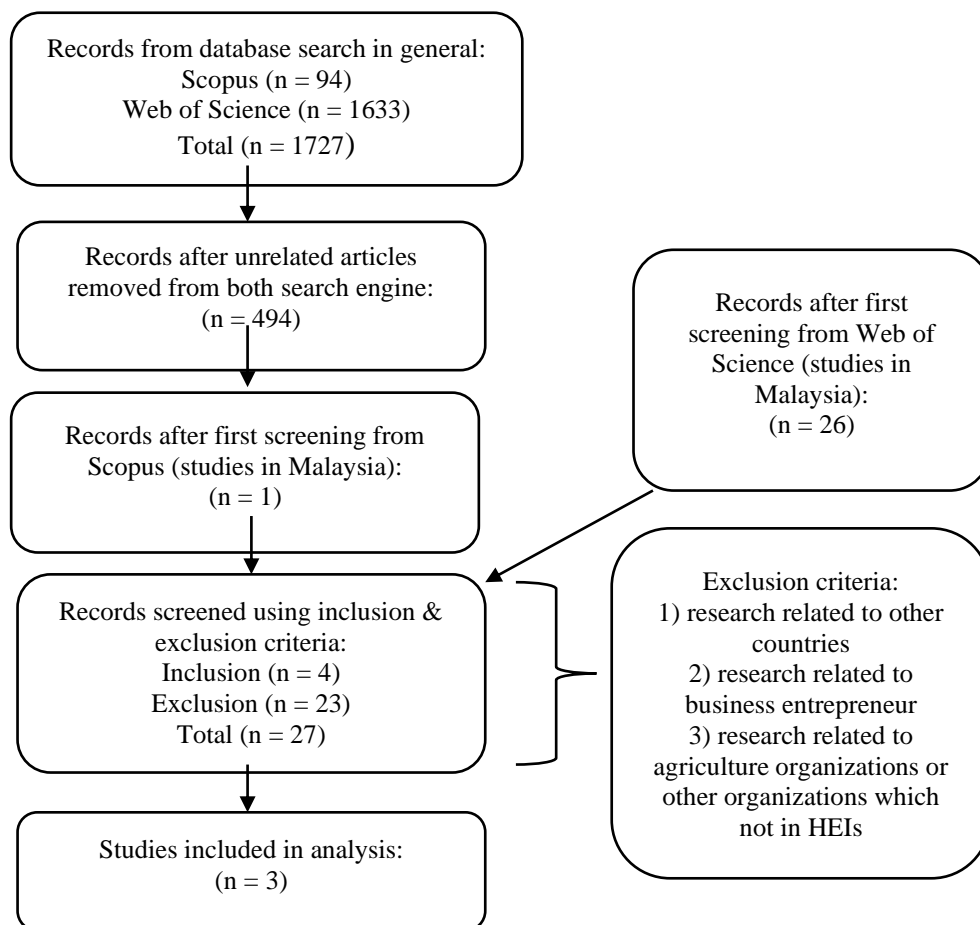 Records from database search in general:
Scopus (n = 94)
Web of Science (n = 1633)
Total (n = 1727)
Records after unrelated articles
removed from both search engine:
(n = 494)
Records after first screening from
Scopus (studies in Malaysia):
(n = 1)
Records after first
screening from Web of
Science (studies in
Malaysia):
(n = 26)
Records screened using inclusion &
exclusion criteria:
Inclusion (n = 4)
Exclusion (n = 23)
Total (n = 27)
Exclusion criteria:
1) research related to other
countries
2) research related to
business entrepreneur
3) research related to
agriculture organizations or
other organizations which
not in HEIs
Studies included in analysis:
(n = 3)